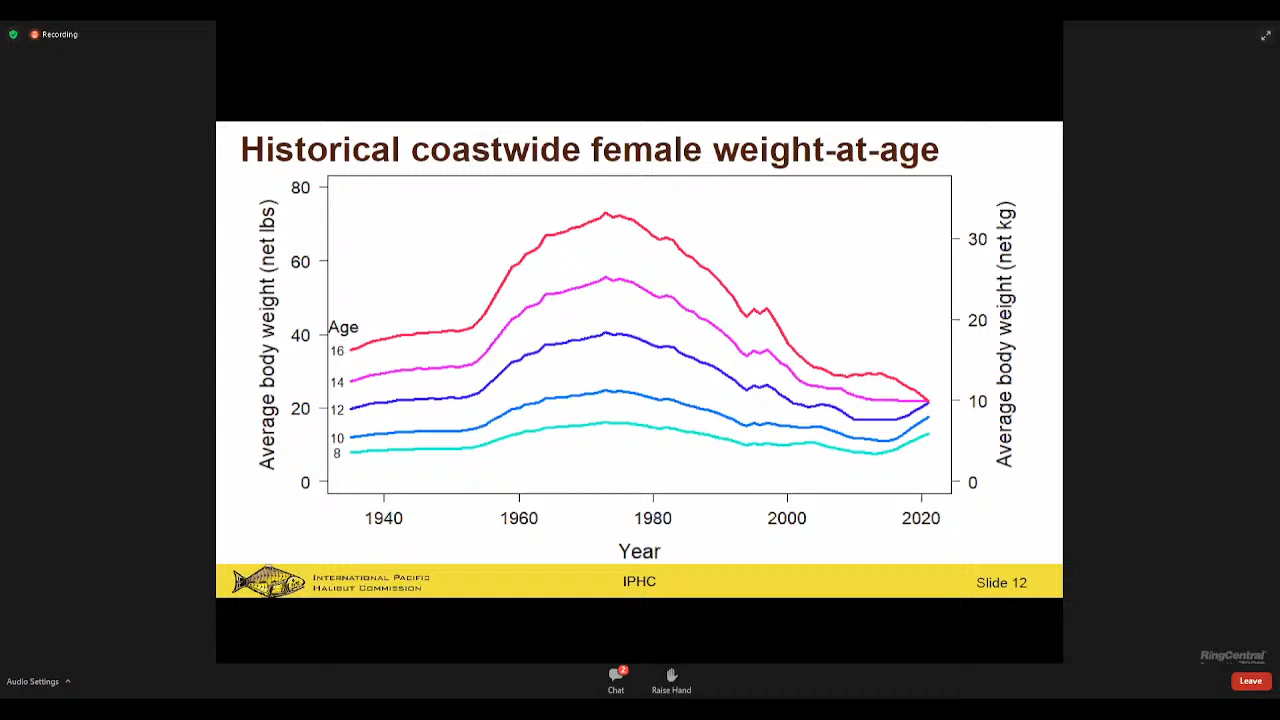 Recording
Historical coastwide female weight-at-age
Average body weight (net lbs)
80
60
40
20
0
Age
16
14
12
10
8
30
20
10
0
Average body weight (net kg)
1940 1960 1980 2000 2020
Year
INTERNATIONAL PACIFIC
HALIBUT COMMISSION
IPHC
Slide 12
RingCentral
Audio Settings
2
Chat
Raise Hand
Leave